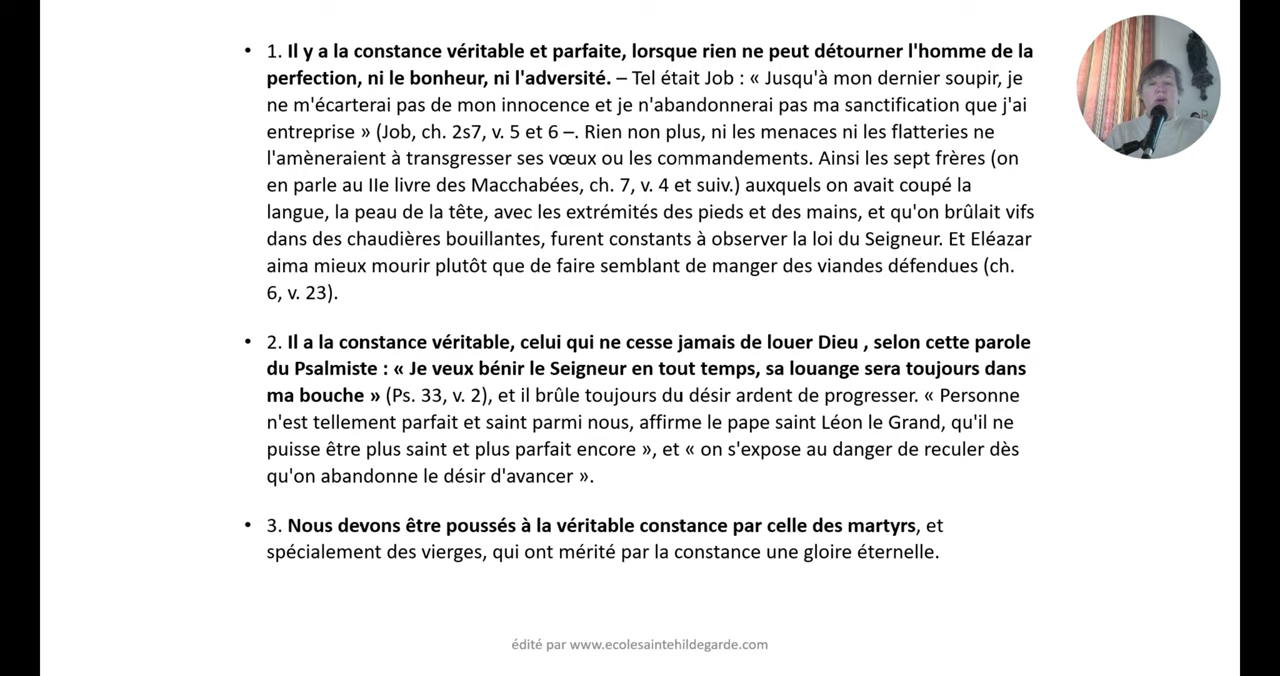 • 1. Il y a la constance véritable et parfaite, lorsque rien ne peut détourner l'homme de la
perfection, ni le bonheur, ni l'adversité. – Tel était Job : « Jusqu'à mon dernier soupir, je
ne m'écarterai pas de mon innocence et je n'abandonnerai pas ma sanctification que j'ai
entreprise » (Job, ch. 2s7, v. 5 et 6 –. Rien non plus, ni les menaces ni les flatteries ne
l'amèneraient à transgresser ses vœux ou les commandements. Ainsi les sept frères (on
en parle au IIe livre des Macchabées, ch. 7, v. 4 et suiv.) auxquels on avait coupé la
langue, la peau de la tête, avec les extrémités des pieds et des mains, et qu'on brûlait vifs
dans des chaudières bouillantes, furent constants à observer la loi du Seigneur. Et Eléazar
aima mieux mourir plutôt que de faire semblant de manger des viandes défendues (ch.
6, v. 23).
• 2. Il a la constance véritable, celui qui ne cesse jamais de louer Dieu , selon cette parole
du Psalmiste : « Je veux bénir le Seigneur en tout temps, sa louange sera toujours dans
ma bouche » (Ps. 33, v. 2), et il brûle toujours du désir ardent de progresser. « Personne
n'est tellement parfait et saint parmi nous, affirme le pape saint Léon le Grand, qu'il ne
puisse être plus saint et plus parfait encore », et « on s'expose au danger de reculer dès
qu'on abandonne le désir d'avancer ».
• 3. Nous devons être poussés à la véritable constance par celle des martyrs, et
spécialement des vierges, qui ont mérité par la constance une gloire éternelle.
édité par www.ecolesaintehildegarde.com